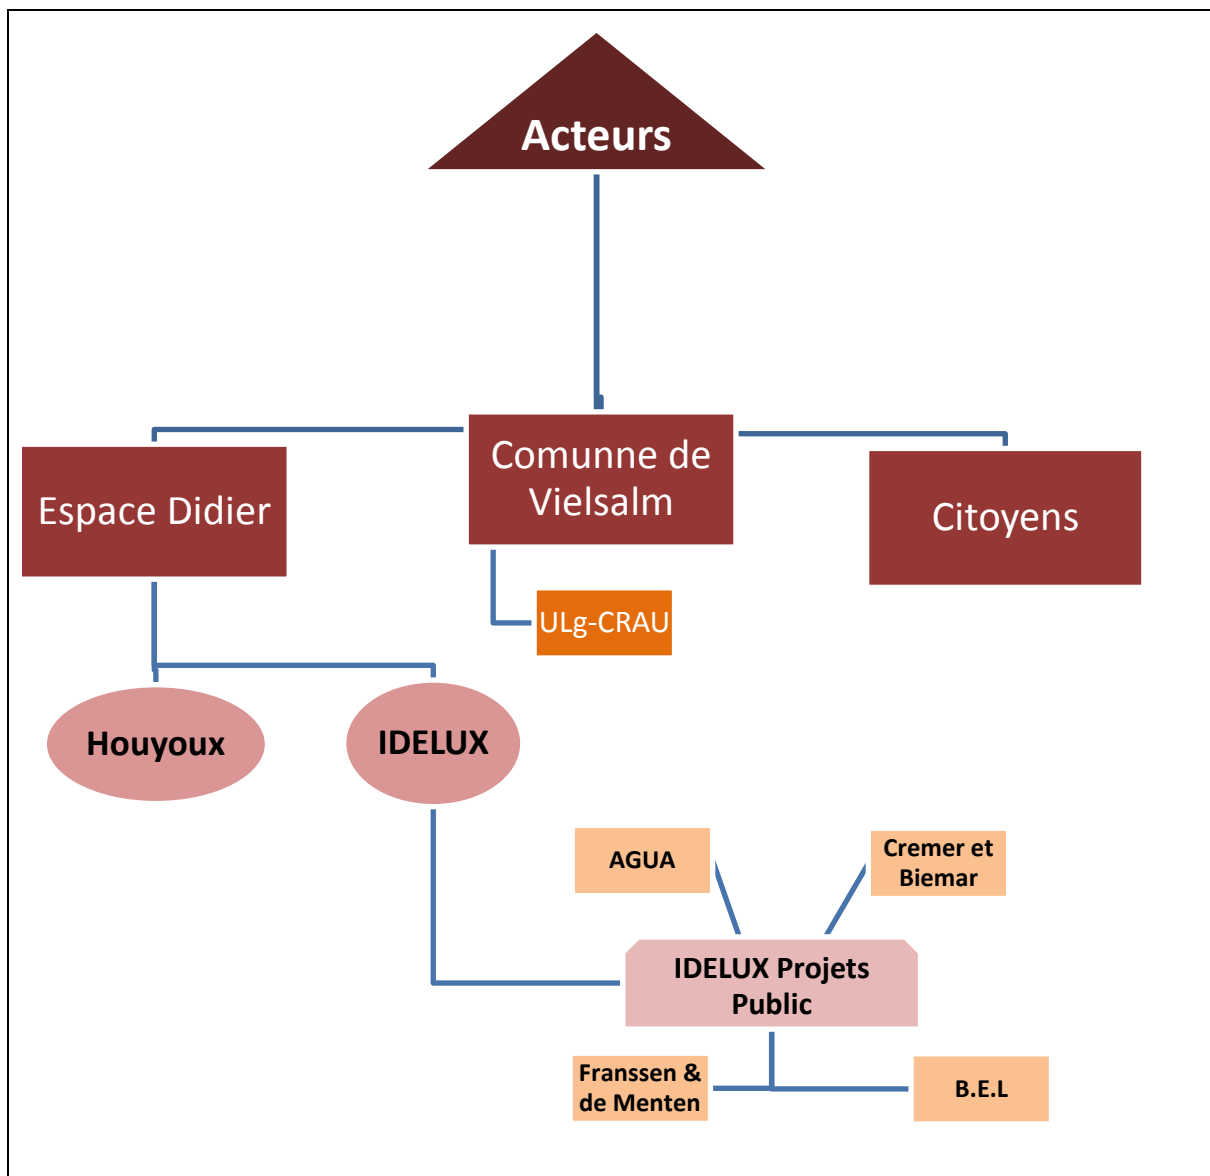 Acteurs
Espace Didier
Comunne de
Vielsalm
Citoyens
ULg-CRAU
Houyoux
IDELUX
AGUA
Cremer et
Biemar
IDELUX Projets
Public
Franssen &
de Menten
B.E.L